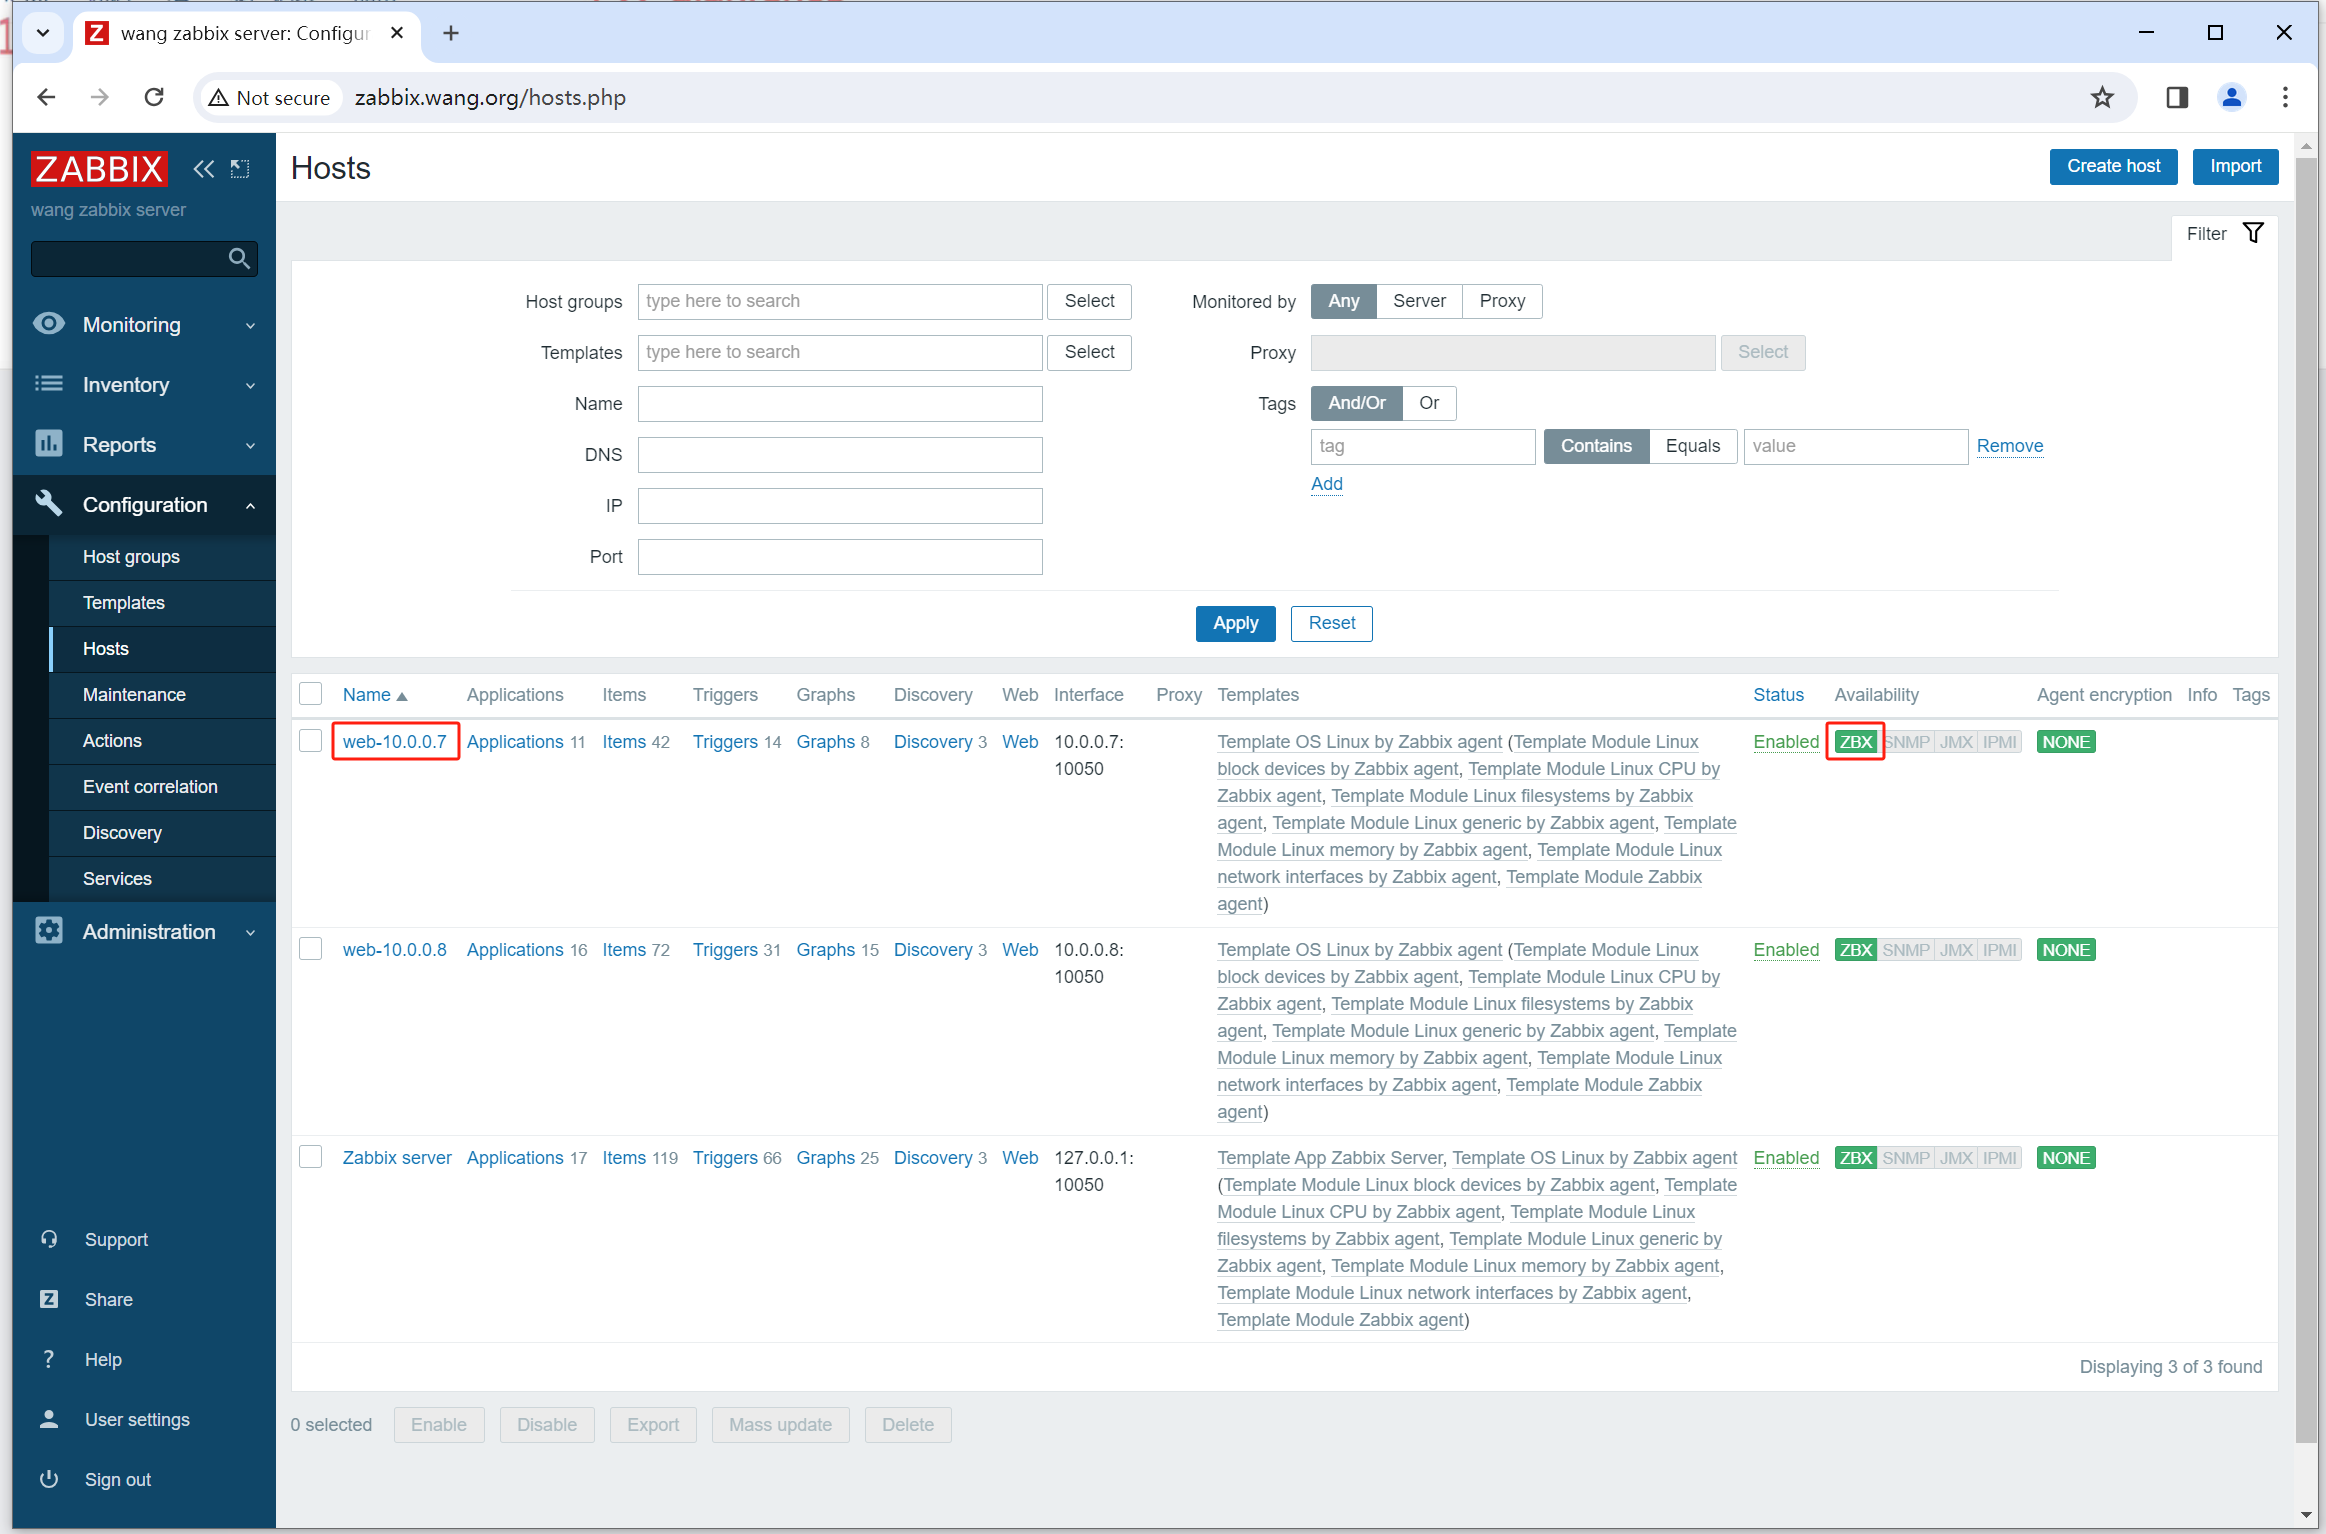 wang zabbix server: Configur
Not secure
zabbix.wang.org/hosts.php
ZABBIX
wang zabbix server
Monitoring
Inventory
Reports
Configuration
Host groups
Templates
Hosts
Maintenance
Actions
Event correlation
Discovery
Services
Administration
Support
Share
Help
User settings
Sign out
Hosts
Create host Import
Filter
Host groups type here to search Select
Templates type here to search Select
Name
DNS
IP
Port
Monitored by Any Server Proxy
Proxy Select
Tags And/Or Or
tag Contains Equals value Remove
Add
Apply Reset
Name Applications Items Triggers Graphs Discovery Web Interface Proxy Templates Status Availability Agent encryption Info Tags
web-10.0.0.7 Applications 11 Items 42 Triggers 14 Graphs 8 Discovery 3 Web 10.0.0.7: Template OS Linux by Zabbix agent (Template Module Linux Enabled ZBX SNMP JMX IPMI NONE
10050 block devices by Zabbix agent, Template Module Linux CPU by
Zabbix agent, Template Module Linux filesystems by Zabbix
agent, Template Module Linux generic by Zabbix agent, Template
Module Linux memory by Zabbix agent, Template Module Linux
network interfaces by Zabbix agent, Template Module Zabbix
agent)
web-10.0.0.8 Applications 16 Items 72 Triggers 31 Graphs 15 Discovery 3 Web 10.0.0.8: Template OS Linux by Zabbix agent (Template Module Linux Enabled ZBX SNMP JMX IPMI NONE
10050 block devices by Zabbix agent, Template Module Linux CPU by
Zabbix agent, Template Module Linux filesystems by Zabbix
agent, Template Module Linux generic by Zabbix agent, Template
Module Linux memory by Zabbix agent, Template Module Linux
network interfaces by Zabbix agent, Template Module Zabbix
agent)
Zabbix server Applications 17 Items 119 Triggers 66 Graphs 25 Discovery 3 Web 127.0.0.1: Template App Zabbix Server, Template OS Linux by Zabbix agent Enabled ZBX SNMP JMX IPMI NONE
10050 (Template Module Linux block devices by Zabbix agent, Template
Module Linux CPU by Zabbix agent, Template Module Linux
filesystems by Zabbix agent, Template Module Linux generic by
Zabbix agent, Template Module Linux memory by Zabbix agent,
Template Module Linux network interfaces by Zabbix agent,
Template Module Zabbix agent)
Displaying 3 of 3 found
0 selected Enable Disable Export Mass update Delete